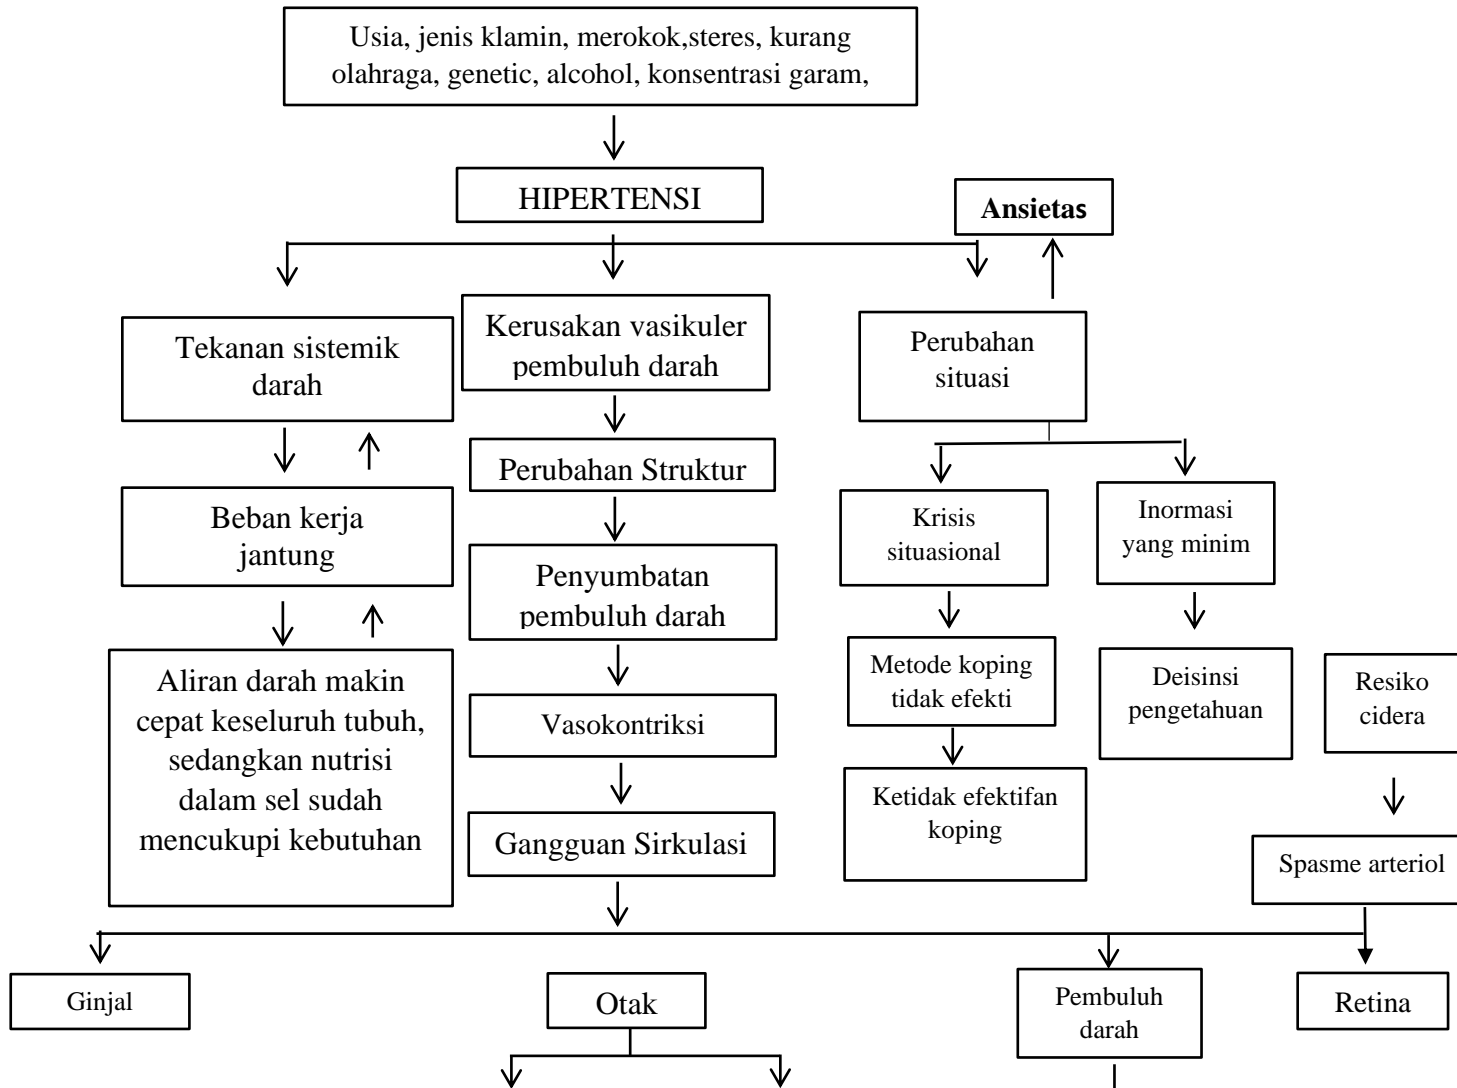 Usia, jenis klamin, merokok,steres, kurang
olahraga, genetic, alcohol, konsentrasi garam,
HIPERTENSI
Ansietas
Tekanan sistemik
darah
Kerusakan vasikuler
pembuluh darah
Perubahan
situasi
Perubahan Struktur
Beban kerja
jantung
Krisis
situasional
Inormasi
yang minim
Penyumbatan
pembuluh darah
Aliran darah makin
cepat keseluruh tubuh,
sedangkan nutrisi
dalam sel sudah
mencukupi kebutuhan
Metode koping
tidak efekti
Deisinsi
pengetahuan
Resiko
cidera
Vasokontriksi
Ketidak efektifan
koping
Gangguan Sirkulasi
Spasme arteriol
Ginjal
Otak
Pembuluh
darah
Retina